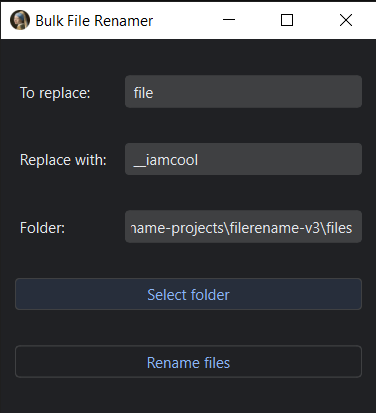 Bulk File Renamer
To replace: file
Replace with: __iamcool
Folder: name-projects\filerename-v3\files
Select folder
Rename files